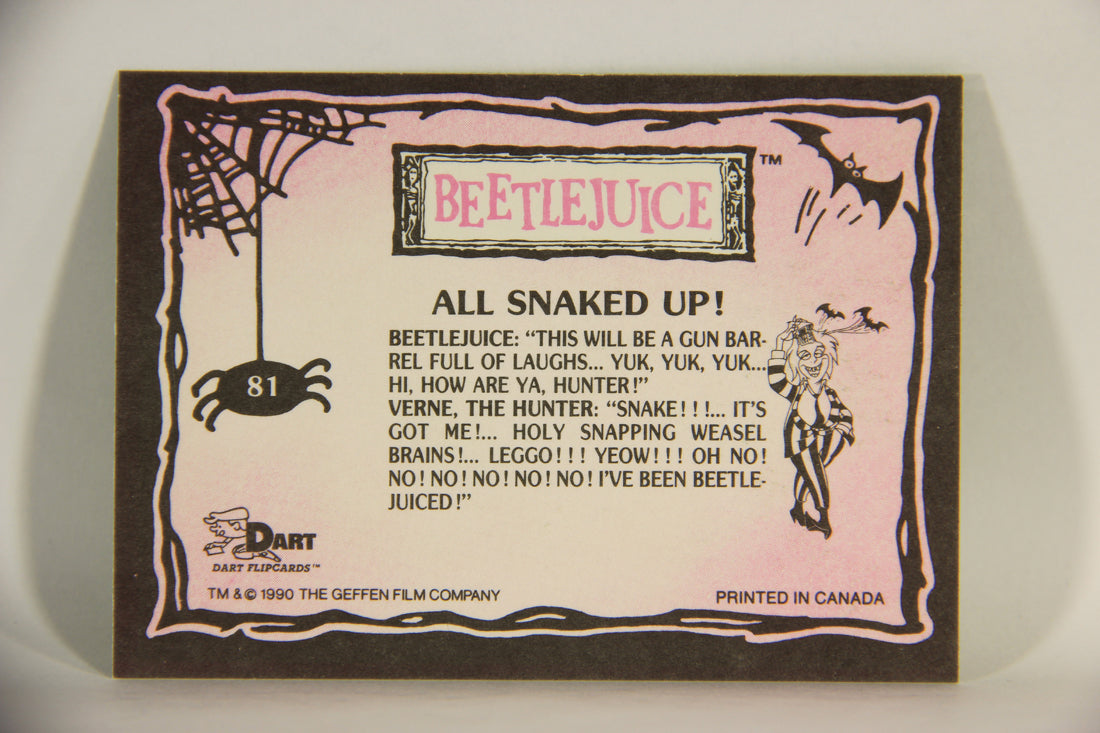 BEETLEJUICE ™
ALL SNAKED UP!
BEETLEJUICE: “THIS WILL BE A GUN BAR-
REL FULL OF LAUGHS... YUK, YUK, YUK...
HI, HOW ARE YA, HUNTER!”
VERNE, THE HUNTER: “SNAKE!!!... IT’S
GOT ME!... HOLY SNAPPING WEASEL
BRAINS!... LEGGO!!! YEOW!!! OH NO!
NO! NO! NO! NO! NO! I’VE BEEN BEETLE-
JUICED!”
81
DART
DART FLIPCARDS™
TM & © 1990 THE GEFFEN FILM COMPANY
PRINTED IN CANADA